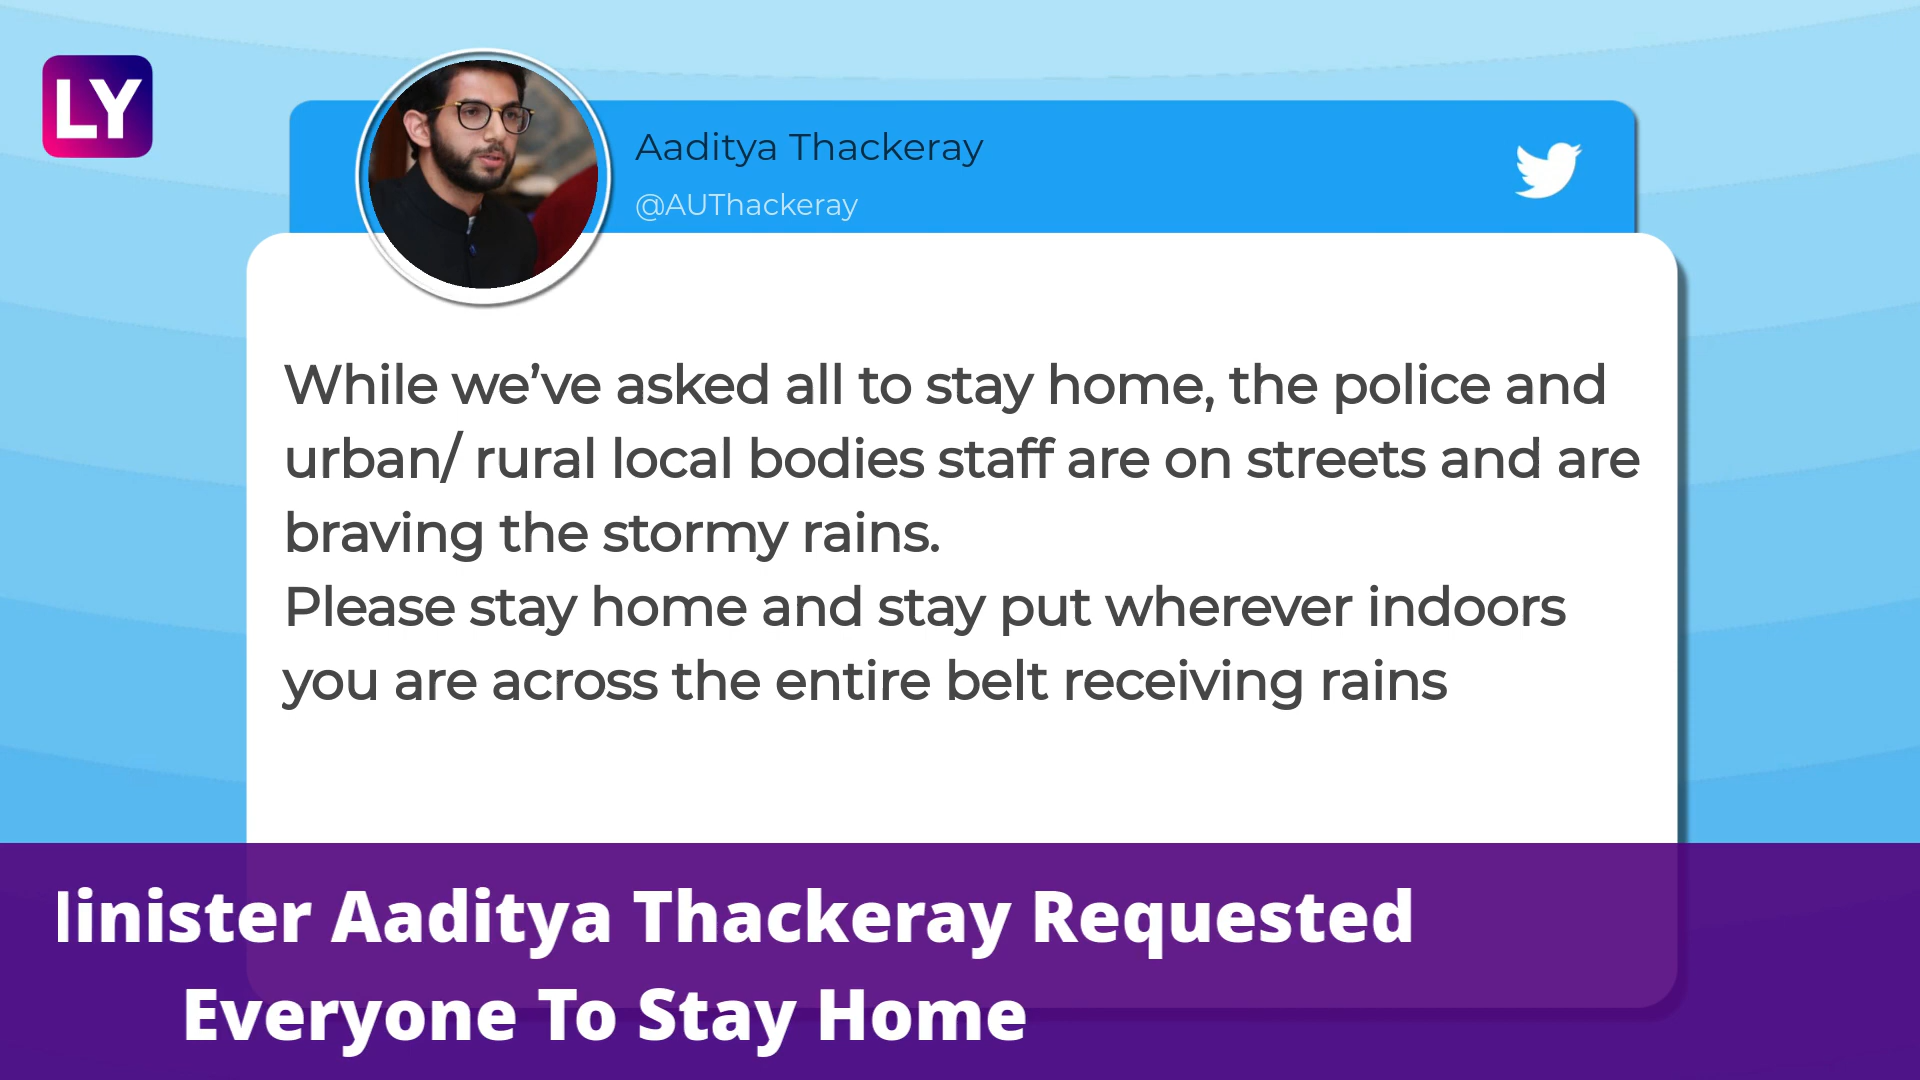 LY
Aaditya Thackeray
@AUThackeray
While we’ve asked all to stay home, the police and
urban/ rural local bodies staff are on streets and are
braving the stormy rains.
Please stay home and stay put wherever indoors
you are across the entire belt receiving rains
inister Aaditya Thackeray Requested
Everyone To Stay Home